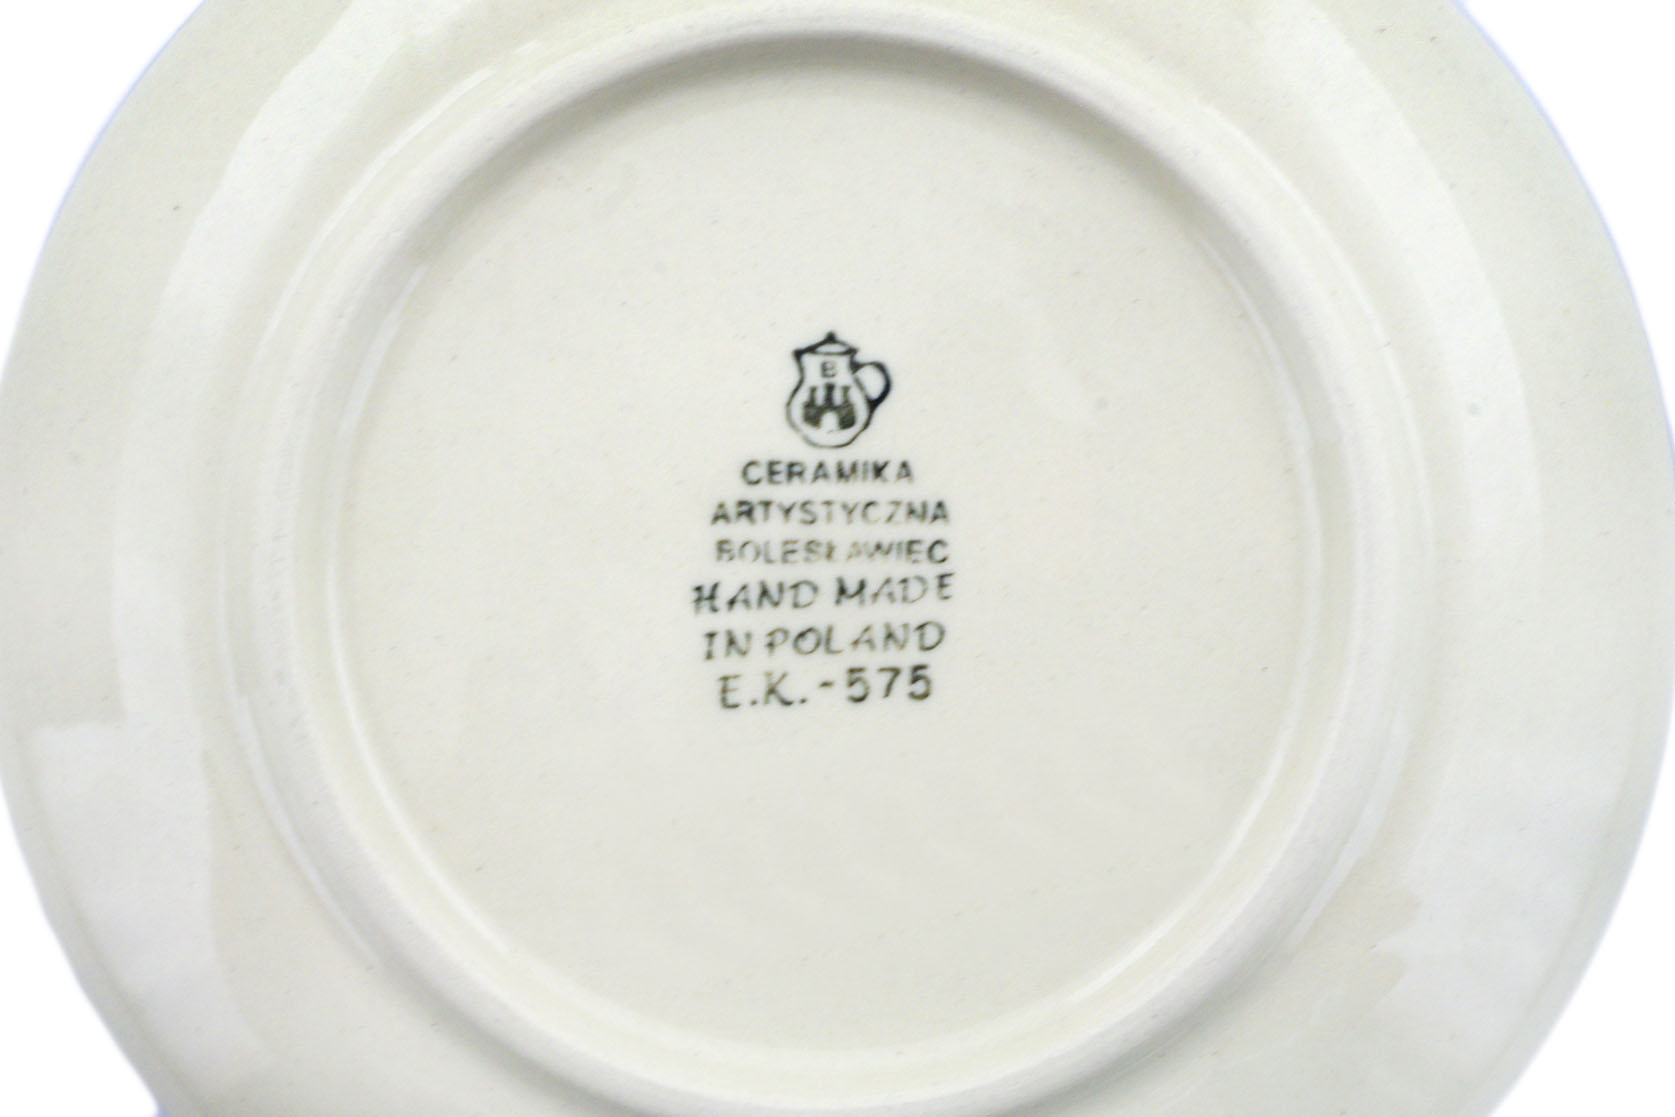 B
CERAMIKA
ARTYSTYCZNA
BOLESŁAWIEC
HAND MADE
IN POLAND
E.K.-575